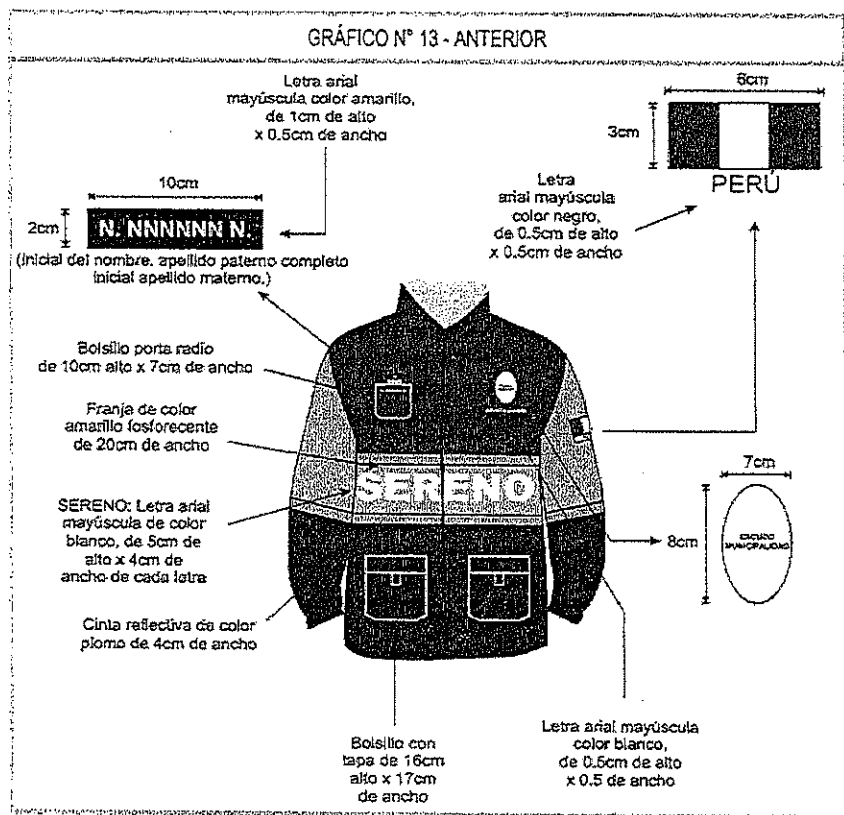 GRÁFICO N° 13 - ANTERIOR
Letra arial
mayúscula color amarillo,
de 1cm de alto
x 0.5cm de ancho
10cm
2cm
N. NNNNNN N.
(Inicial del nombre. apellido paterno completo
inicial apellido materno.)
6cm
3cm
PERÚ
Letra
arial mayúscula
color negro,
de 0.5cm de alto
x 0.5cm de ancho
Bolsillo porta radio
de 10cm alto x 7cm de ancho
Franja de color
amarillo fosforecente
de 20cm de ancho
SERENO: Letra arial
mayúscula de color
blanco, de 5cm de
alto x 4cm de
ancho de cada letra
Cinta reflectiva de color
plomo de 4cm de ancho
SERENO
7cm
8cm
ESCUDO
MUNICIPALIDAD
Bolsillo con
tapa de 16cm
alto x 17cm
de ancho
Letra arial mayúscula
color blanco,
de 0.5cm de alto
x 0.5 de ancho